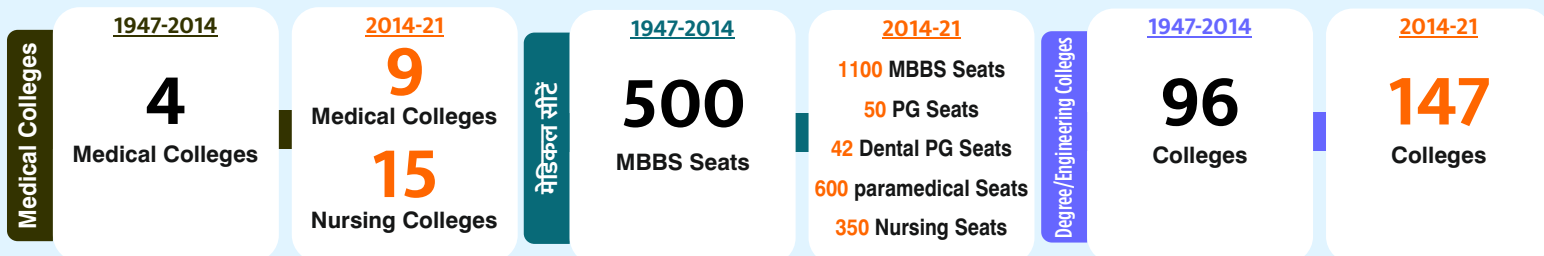 Medical Colleges
1947-2014
4
Medical Colleges
2014-21
9
Medical Colleges
15
Nursing Colleges
मेडिकल सीटें
1947-2014
500
MBBS Seats
2014-21
1100 MBBS Seats
50 PG Seats
42 Dental PG Seats
600 paramedical Seats
350 Nursing Seats
Degree/Engineering Colleges
1947-2014
96
Colleges
2014-21
147
Colleges